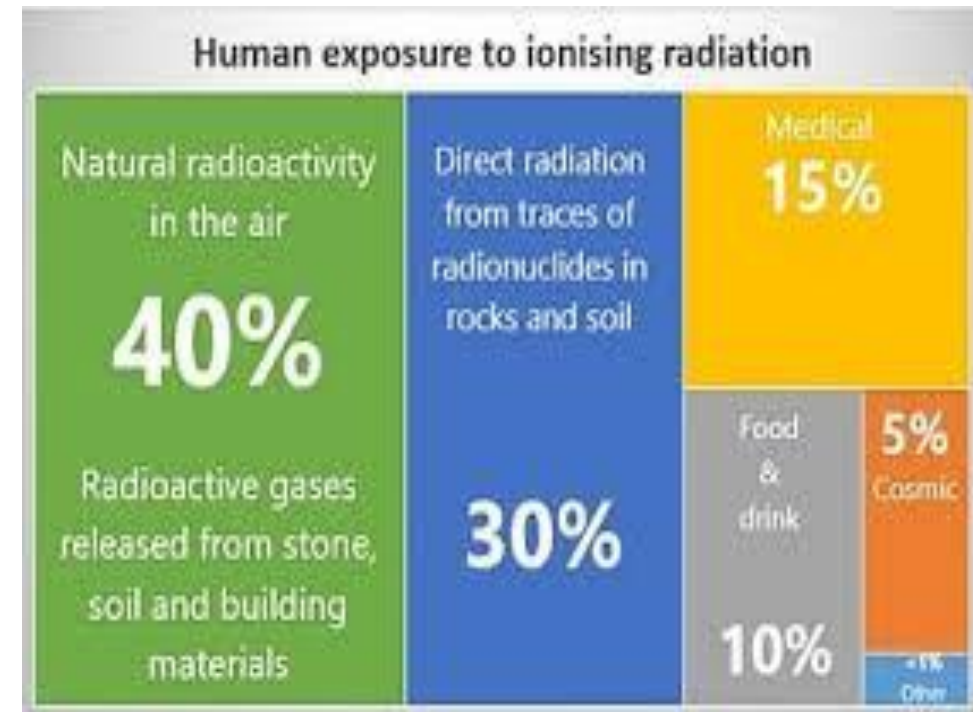 Human exposure to ionising radiation
Natural radioactivity
in the air
40%
Radioactive gases
released from stone,
soil and building
materials
Direct radiation
from traces of
radionuclides in
rocks and soil
30%
Medical
15%
Food
&
drink
10%
5%
Cosmic
<1%
Other